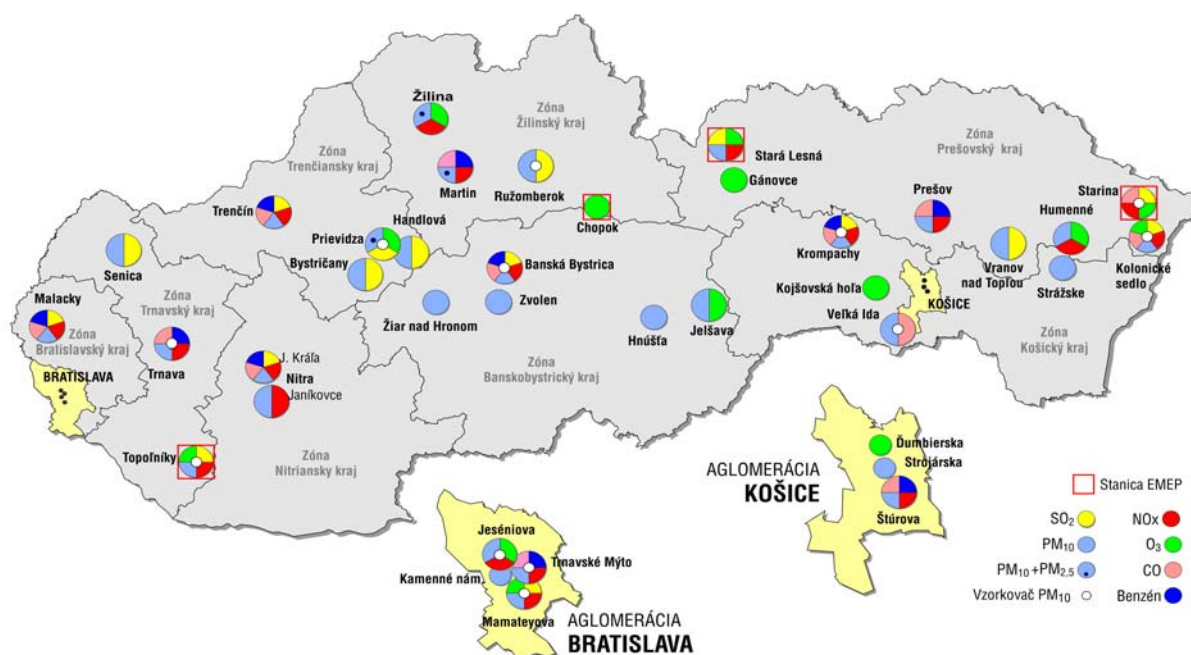 Žilina
Zóna
Žilinský kraj
Martin
Ružomberok
Chopok
Zóna
Trenčiansky kraj
Trenčín
Handlová
Prievidza
Bystričany
Senica
Stará Lesná
Gánovce
Zóna
Prešovský kraj
Prešov
Starina
Humenné
Krompachy
Vranov
nad Topľou
Strážske
Kolonické
sedlo
Banská Bystrica
Zvolen
Žiar nad Hronom
Hnúšťa
Jelšava
Kojšovská hoľa
KOŠICE
Veľká Ida
Zóna
Košický kraj
Malacky
Zóna
Bratislavský kraj
Zóna
Trnavský kraj
Trnava
BRATISLAVA
J. Kráľa
Nitra
Janíkovce
Zóna
Banskobystrický kraj
Topoľníky
Zóna
Nitriansky kraj
Ďumbierska
Strojárska
Štúrova
AGLOMERÁCIA
KOŠICE
Jeséniova
Trnavské Mýto
Kamenné nám.
Mamateyova
AGLOMERÁCIA
BRATISLAVA
Stanica EMEP
SO2 NOx
PM10 O3
PM10+PM2,5 CO
Vzorkovač PM10 Benzén